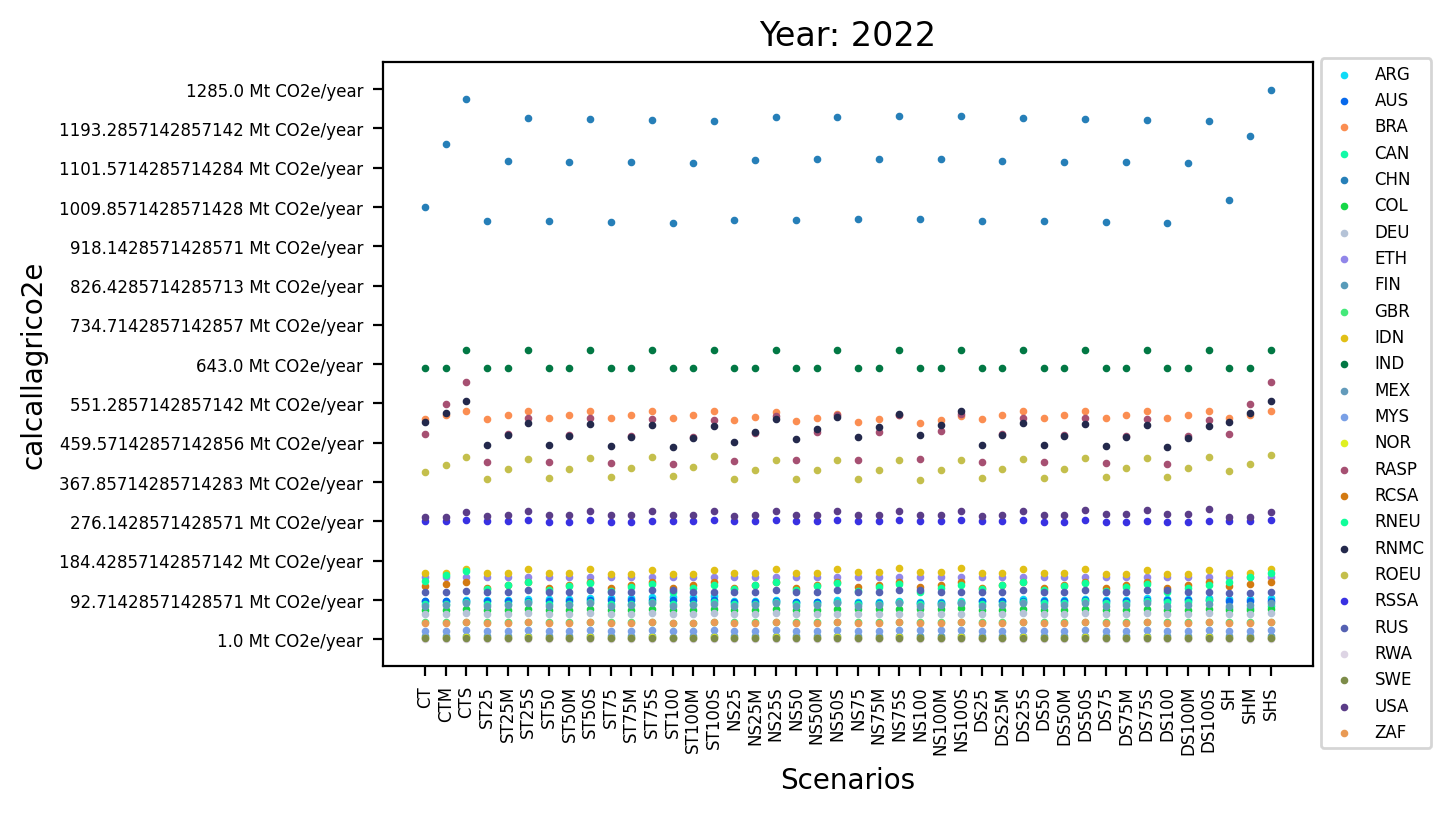 Year: 2022
calcallagrico2e
1285.0 Mt CO2e/year
1193.2857142857142 Mt CO2e/year
1101.5714285714284 Mt CO2e/year
1009.8571428571428 Mt CO2e/year
918.1428571428571 Mt CO2e/year
826.4285714285713 Mt CO2e/year
734.7142857142857 Mt CO2e/year
643.0 Mt CO2e/year
551.2857142857142 Mt CO2e/year
459.57142857142856 Mt CO2e/year
367.85714285714283 Mt CO2e/year
276.1428571428571 Mt CO2e/year
184.42857142857142 Mt CO2e/year
92.71428571428571 Mt CO2e/year
1.0 Mt CO2e/year
CT
CTM
CTS
ST25
ST25M
ST25S
ST50
ST50M
ST50S
ST75
ST75M
ST75S
ST100
ST100M
ST100S
NS25
NS25M
NS25S
NS50
NS50M
NS50S
NS75
NS75M
NS75S
NS100
NS100M
NS100S
DS25
DS25M
DS25S
DS50
DS50M
DS50S
DS75
DS75M
DS75S
DS100
DS100M
DS100S
SH
SHM
SHS
Scenarios
ARG
AUS
BRA
CAN
CHN
COL
DEU
ETH
FIN
GBR
IDN
IND
MEX
MYS
NOR
RASP
RCSA
RNEU
RNMC
ROEU
RSSA
RUS
RWA
SWE
USA
ZAF